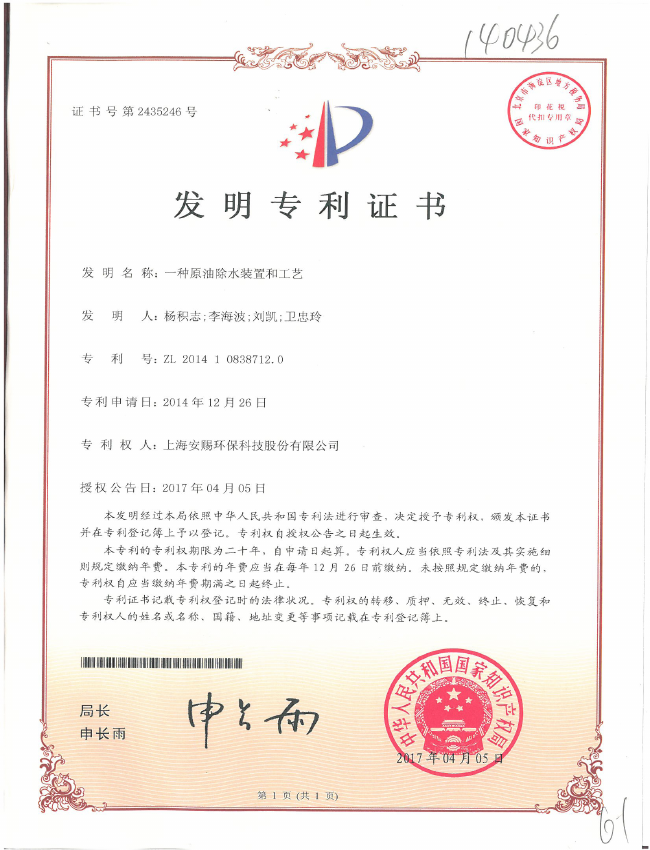 140436
证书号第2435246号
北京市海淀区地方税务局
印花税
代扣专用章
国家知识产权局
发明专利证书
发 明 名 称：一种原油除水装置和工艺
发 明 人：杨积志;李海波;刘凯;卫忠玲
专 利 号：ZL 2014 1 0838712.0
专利申请日：2014年12月26日
专 利 权 人：上海安赐环保科技股份有限公司
授权公告日：2017年04月05日
本发明经过本局依照中华人民共和国专利法进行审查，决定授予专利权，颁发本证书
并在专利登记簿上予以登记。专利权自授权公告之日起生效。
本专利的专利权期限为二十年，自申请日起算。专利权人应当依照专利法及其实施细
则规定缴纳年费。本专利的年费应当在每年12月26日前缴纳。未按照规定缴纳年费的，
专利权自应当缴纳年费期满之日起终止。
专利证书记载专利权登记时的法律状况。专利权的转移、质押、无效、终止、恢复和
专利权人的姓名或名称、国籍、地址变更等事项记载在专利登记簿上。
局长
申长雨
申长雨
中华人民共和国国家知识产权局
2017年04月05日
第 1 页 (共 1 页)